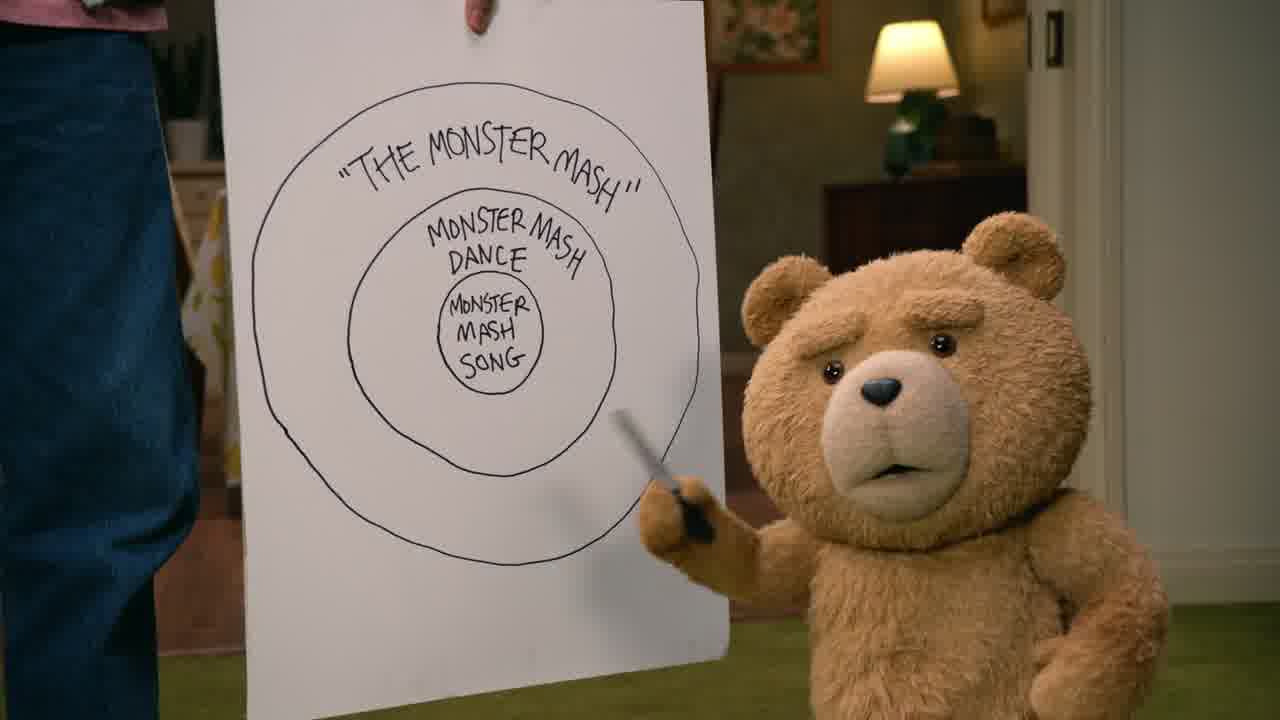 "THE MONSTER MASH"
MONSTER MASH
DANCE
MONSTER
MASH
SONG